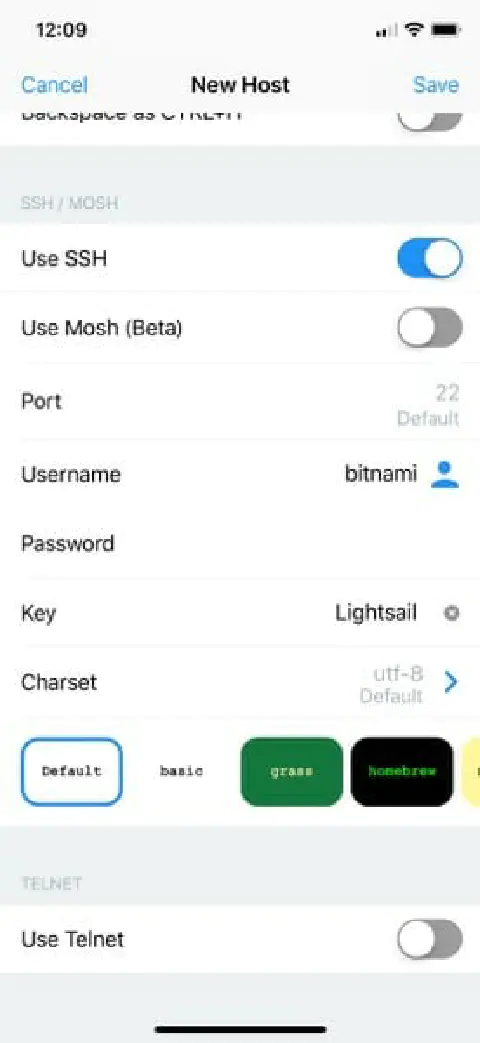 12:09
Cancel New Host Save
Backspace as CTRL+H
SSH / MOSH
Use SSH
Use Mosh (Beta)
Port 22
Default
Username bitnami
Password
Key Lightsail
Charset utf-8
Default
Default basic grass homebrew
TELNET
Use Telnet